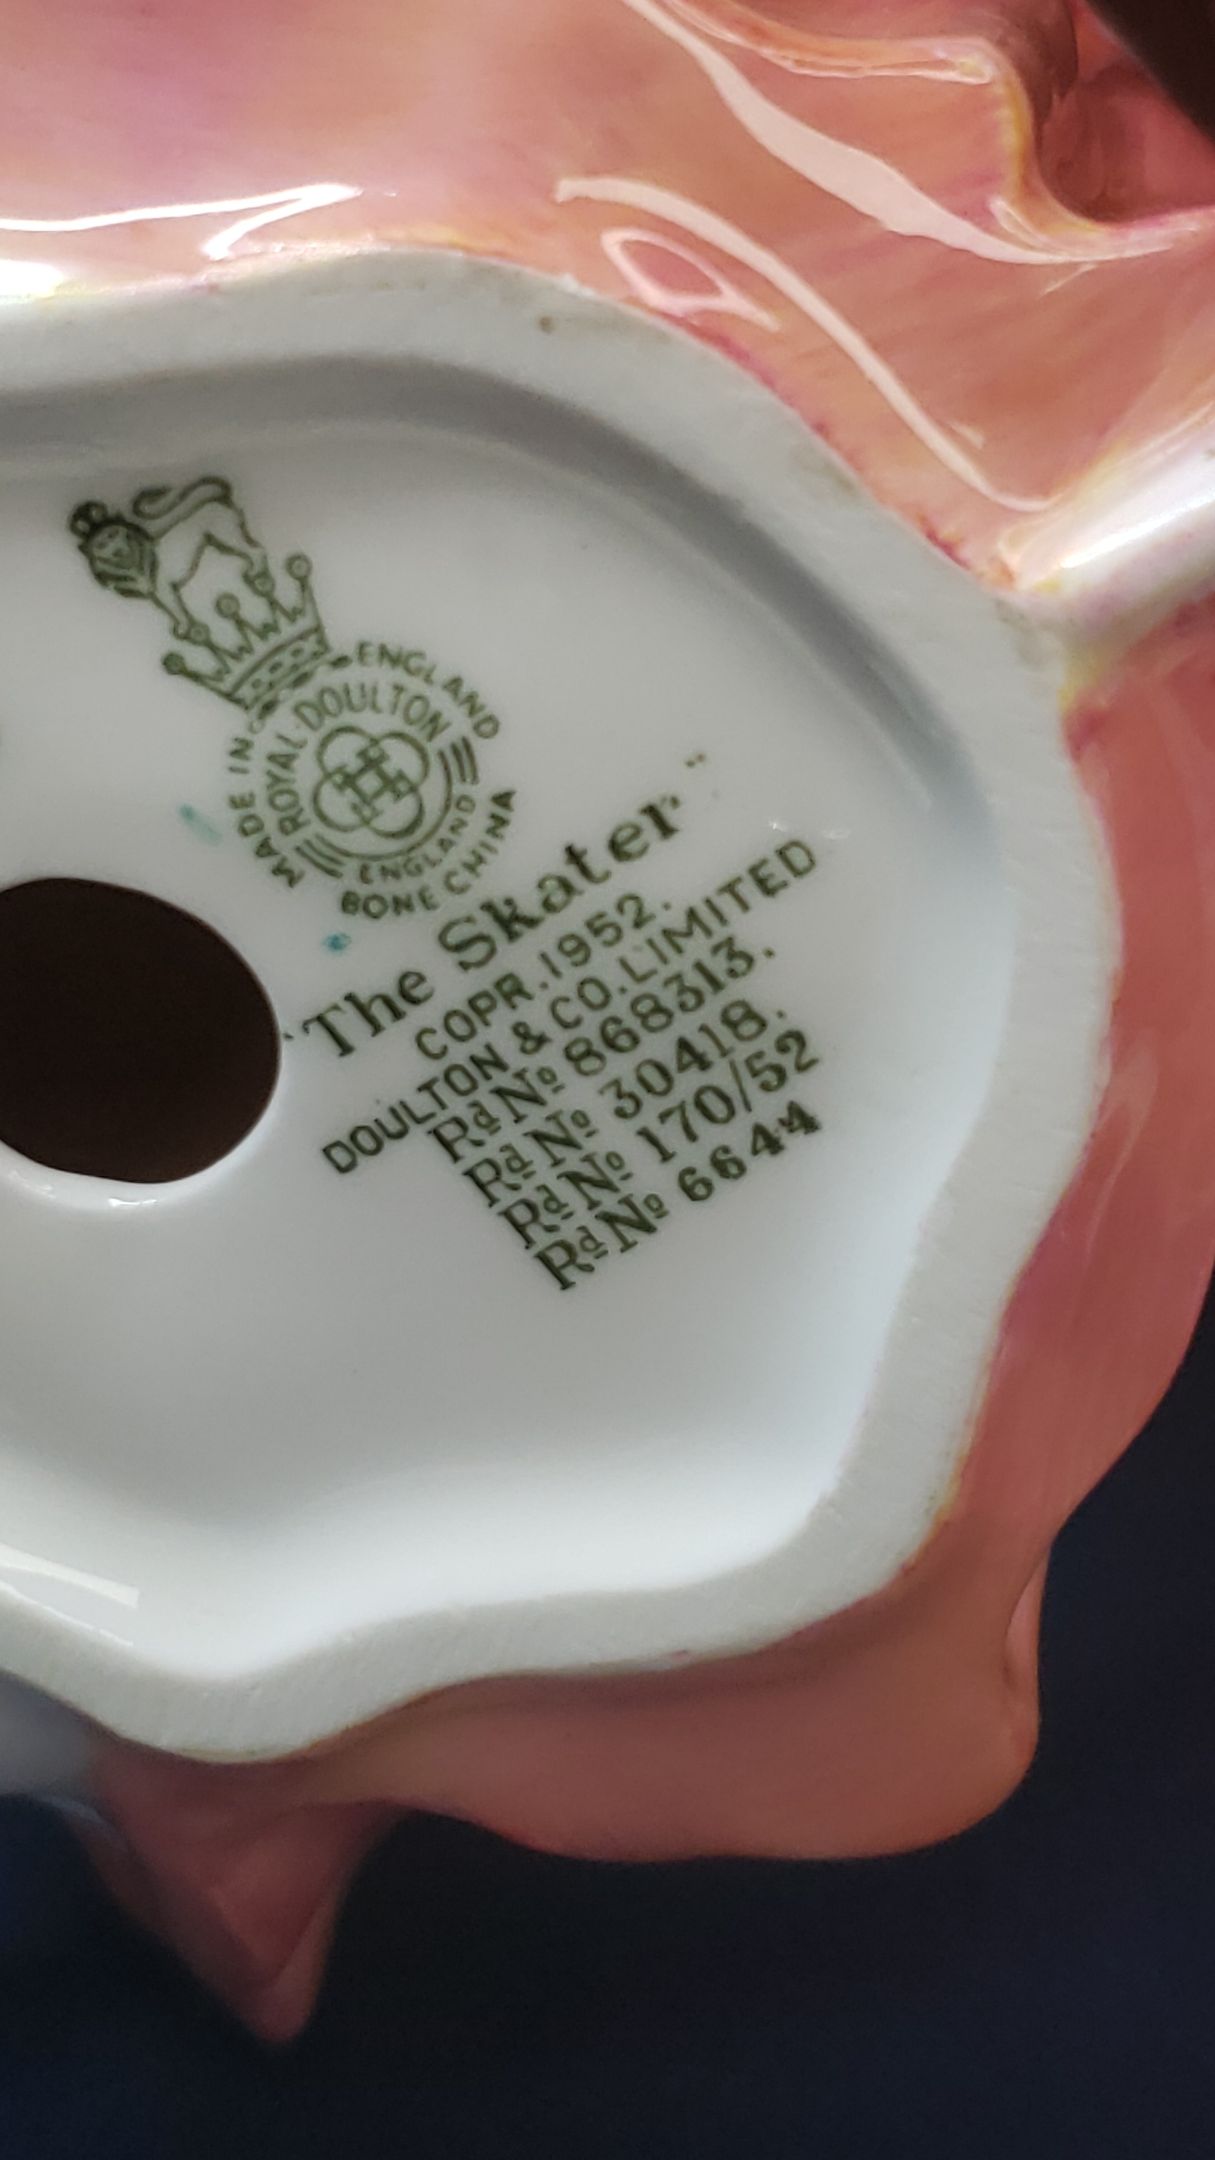 MADE IN ENGLAND
ROYAL·DOULTON
ENGLAND
BONE CHINA
"The Skater"
COPR.1952.
DOULTON & CO.LIMITED
Rd No 868313.
Rd No 30418.
Rd No 170/52
Rd No 6644